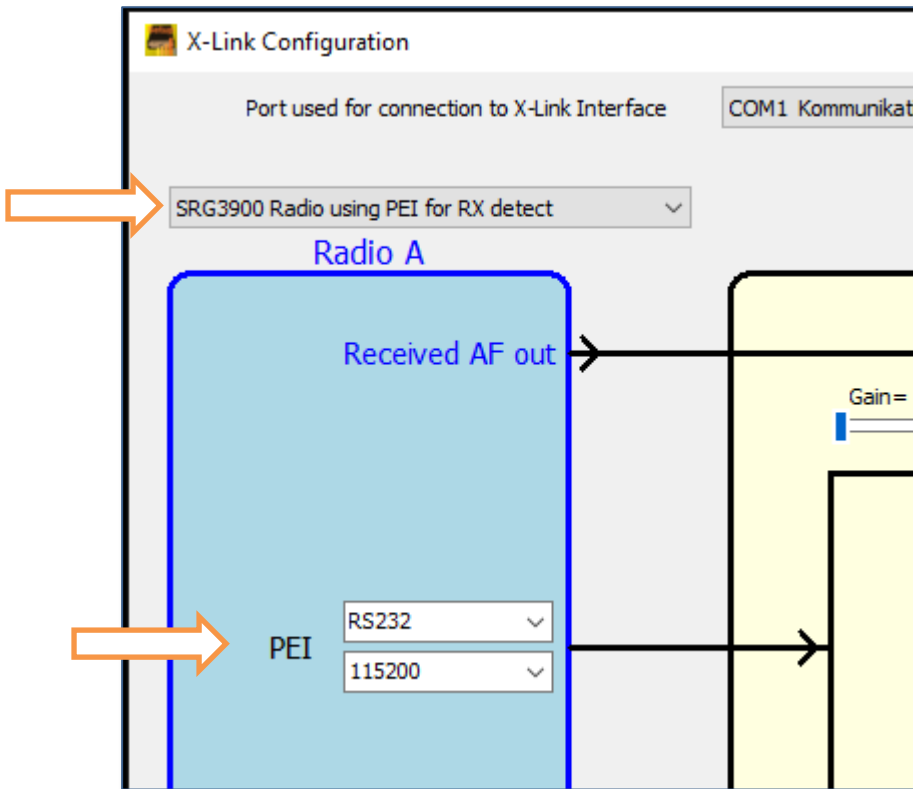 X-Link Configuration
Port used for connection to X-Link Interface
COM1 Kommunikat
SRG3900 Radio using PEI for RX detect
Radio A
Received AF out
Gain=
RS232
PEI
115200